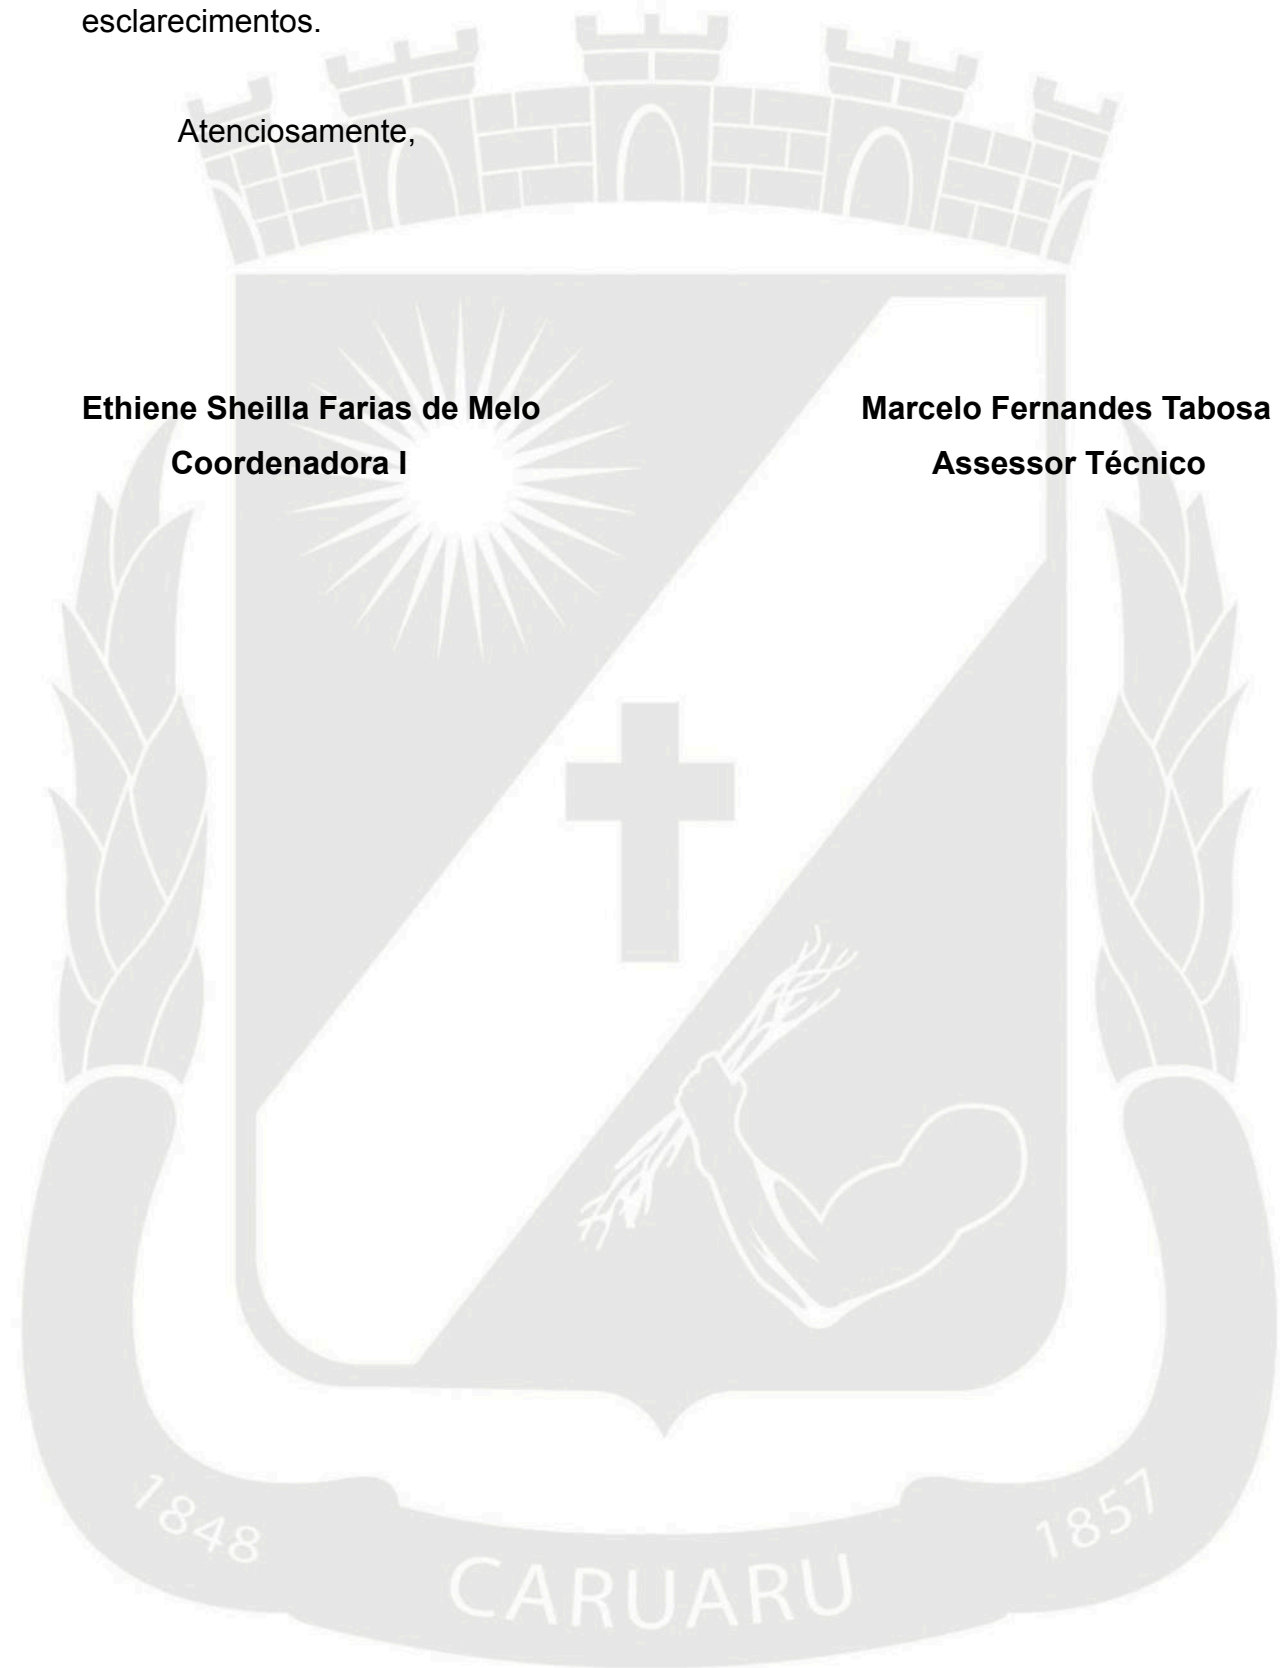 esclarecimentos.
Atenciosamente,
Ethiene Sheilla Farias de Melo
Marcelo Fernandes Tabosa
Coordenadora I
Assessor Técnico
1848
CARUARU
1857